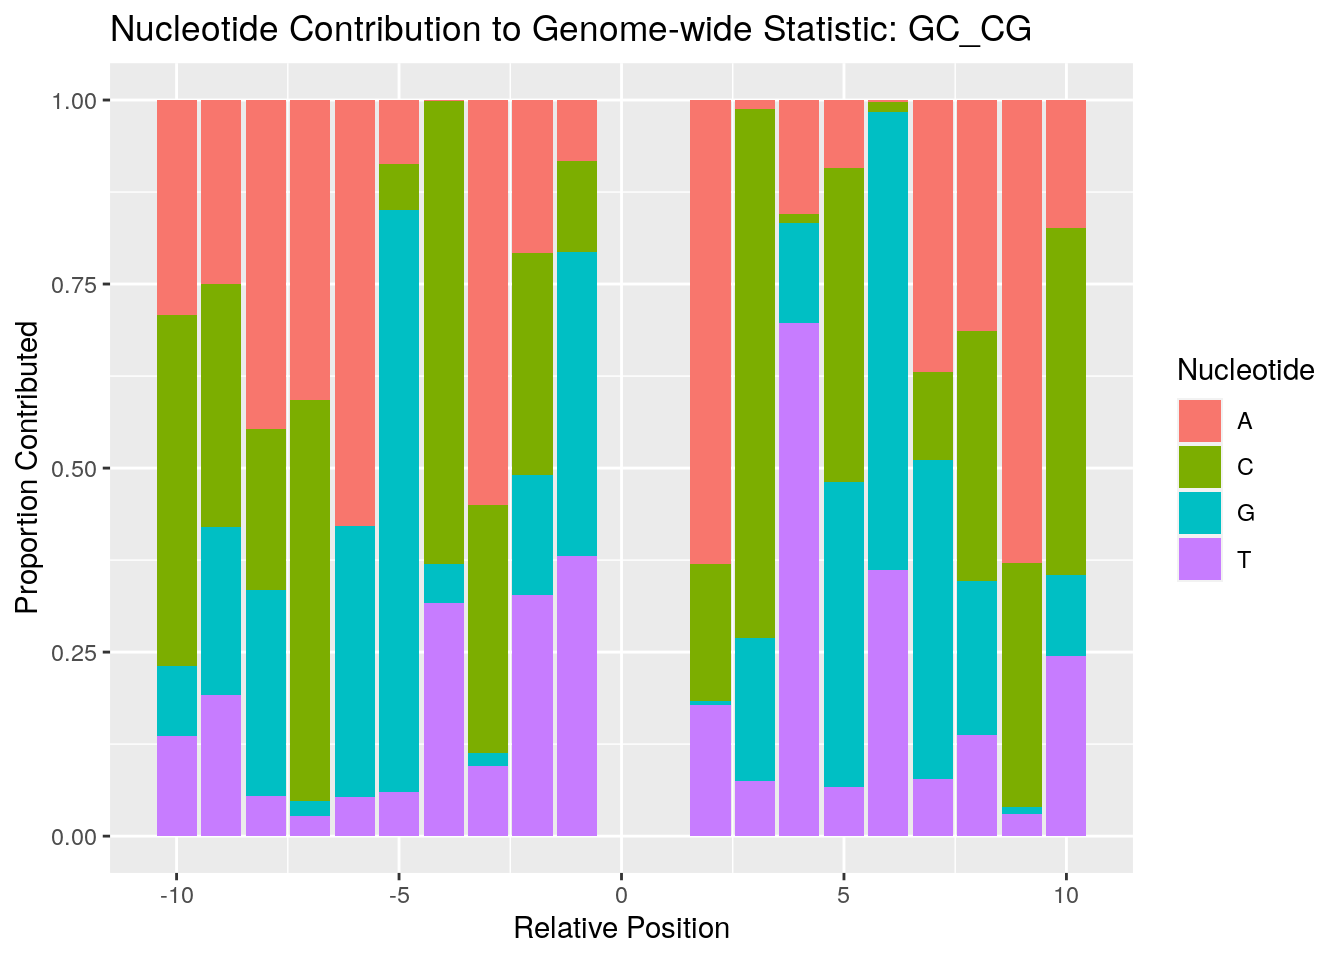 Nucleotide Contribution to Genome-wide Statistic: GC_CG
Proportion Contributed
1.00
0.75
0.50
0.25
0.00
-10
-5
0
5
10
Relative Position
Nucleotide
A
C
G
T